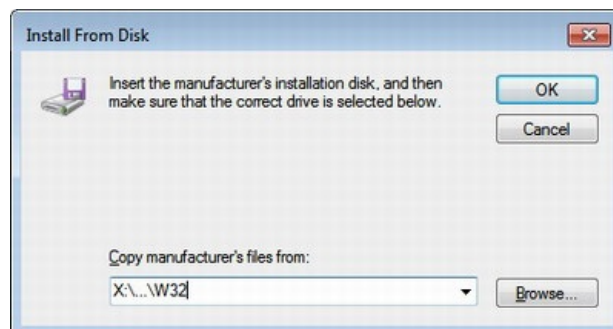 Install From Disk
Insert the manufacturer's installation disk, and then
make sure that the correct drive is selected below.
OK
Cancel
Copy manufacturer's files from:
X:\...\W32
Browse...